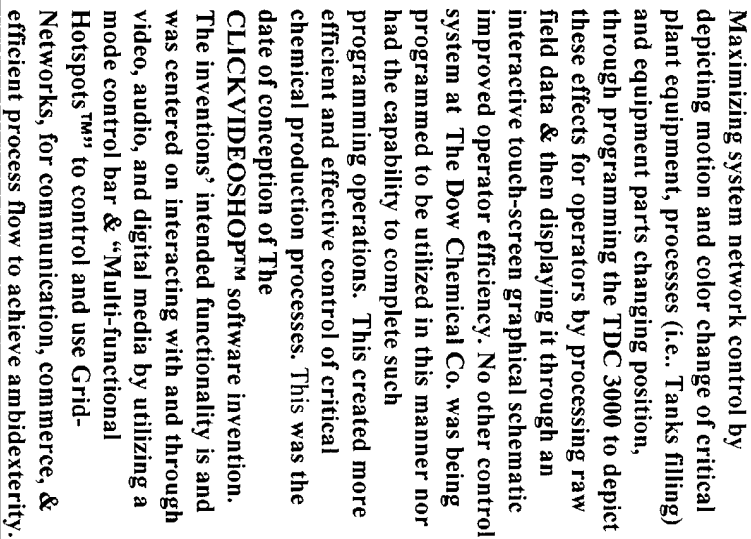 Maximizing system network control by
depicting motion and color change of critical
plant equipment, processes (i.e.. Tanks filling)
and equipment parts changing position,
through programming the TDC 3000 to depict
these effects for operators by processing raw
field data & then displaying it through an
interactive touch-screen graphical schematic
improved operator efficiency. No other control
system at The Dow Chemical Co. was being
programmed to be utilized in this manner nor
had the capability to complete such
programming operations. This created more
efficient and effective control of critical
chemical production processes. This was the
date of conception of The
CLICKVIDEOSHOP™ software invention.
The inventions' intended functionality is and
was centered on interacting with and through
video, audio, and digital media by utilizing a
mode control bar & “Multi-functional
Hotspots™” to control and use Grid-
Networks, for communication, commerce, &
efficient process flow to achieve ambidexterity.